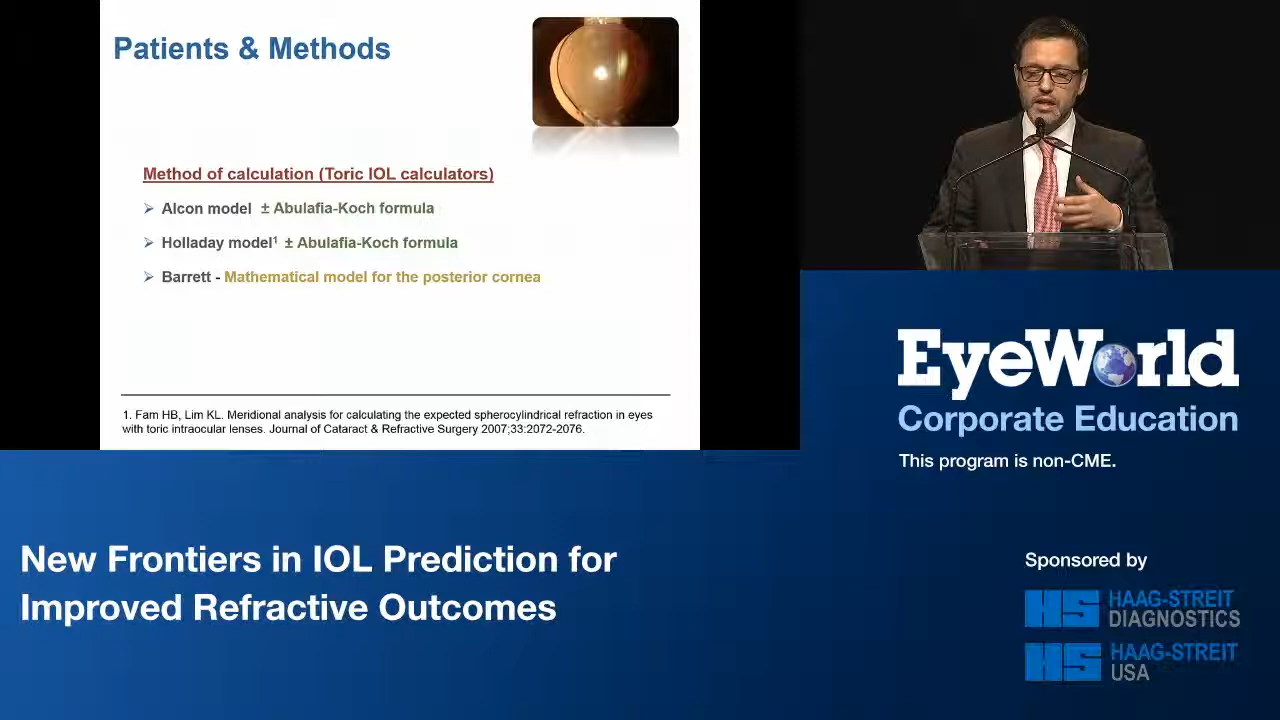 Patients & Methods
Method of calculation (Toric IOL calculators)
➢ Alcon model ± Abulafia-Koch formula
➢ Holladay model¹ ± Abulafia-Koch formula
➢ Barrett - Mathematical model for the posterior cornea
1. Fam HB, Lim KL. Meridional analysis for calculating the expected spherocylindrical refraction in eyes
with toric intraocular lenses. Journal of Cataract & Refractive Surgery 2007;33:2072-2076.
EyeWorld
Corporate Education
This program is non-CME.
New Frontiers in IOL Prediction for
Improved Refractive Outcomes
Sponsored by
HS HAAG-STREIT
DIAGNOSTICS
HS HAAG-STREIT
USA